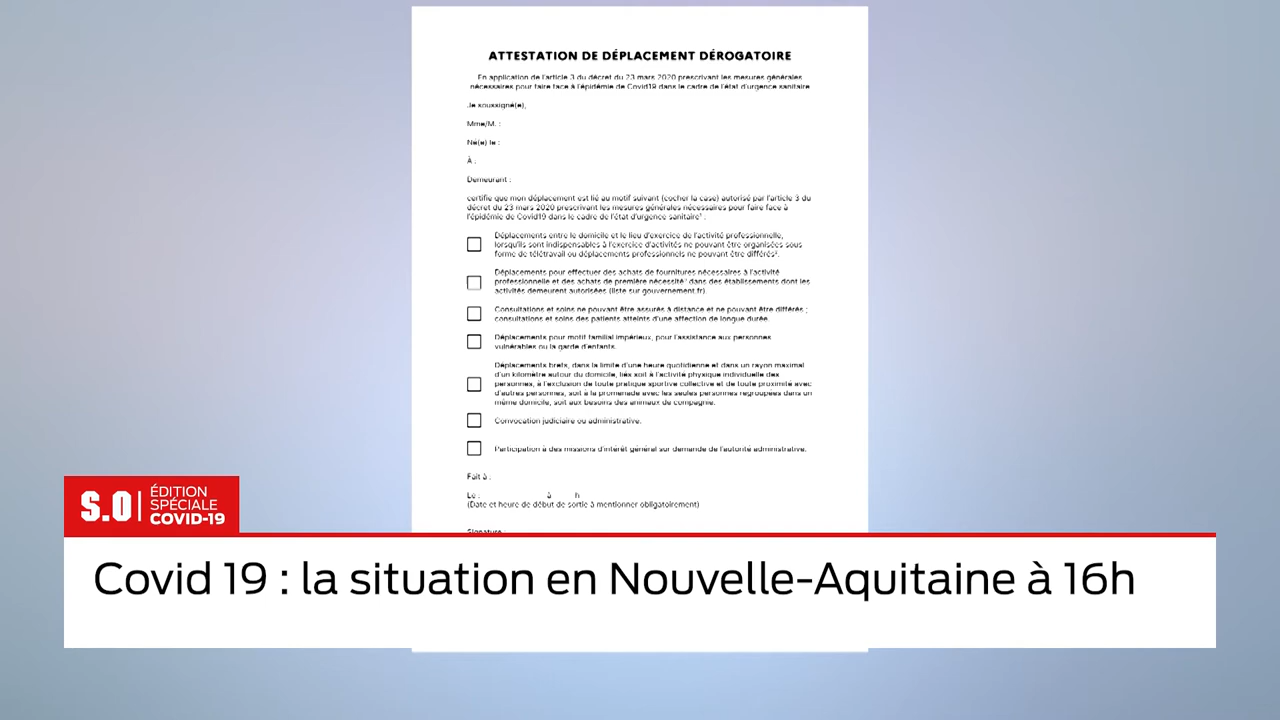 ATTESTATION DE DÉPLACEMENT DÉROGATOIRE
En application de l'article 3 du décret du 23 mars 2020 prescrivant les mesures générales
nécessaires pour faire face à l'épidémie de Covid19 dans le cadre de l'état d'urgence sanitaire
Je soussigné(e),
Mme/M. :
Né(e) le :
À :
Demeurant :
certifie que mon déplacement est lié au motif suivant (cocher la case) autorisé par l'article 3 du
décret du 23 mars 2020 prescrivant les mesures générales nécessaires pour faire face à
l'épidémie de Covid19 dans le cadre de l'état d'urgence sanitaire¹ :
Déplacements entre le domicile et le lieu d'exercice de l'activité professionnelle,
lorsqu'ils sont indispensables à l'exercice d'activités ne pouvant être organisées sous
forme de télétravail ou déplacements professionnels ne pouvant être différés².
Déplacements pour effectuer des achats de fournitures nécessaires à l'activité
professionnelle et des achats de première nécessité dans des établissements dont les
activités demeurent autorisées (liste sur gouvernement.fr).
Consultations et soins ne pouvant être assurés à distance et ne pouvant être différés ;
consultations et soins des patients atteints d'une affection de longue durée.
Déplacements pour motif familial impérieux, pour l'assistance aux personnes
vulnérables ou la garde d'enfants.
Déplacements brefs, dans la limite d'une heure quotidienne et dans un rayon maximal
d'un kilomètre autour du domicile, liés soit à l'activité physique individuelle des
personnes, à l'exclusion de toute pratique sportive collective et de toute proximité avec
d'autres personnes, soit à la promenade avec les seules personnes regroupées dans un
même domicile, soit aux besoins des animaux de compagnie.
Convocation judiciaire ou administrative.
Participation à des missions d'intérêt général sur demande de l'autorité administrative.
Fait à :
Le : à h
(Date et heure de début de sortie à mentionner obligatoirement)
Signature :
S.O
ÉDITION
SPÉCIALE
COVID-19
Covid 19 : la situation en Nouvelle-Aquitaine à 16h